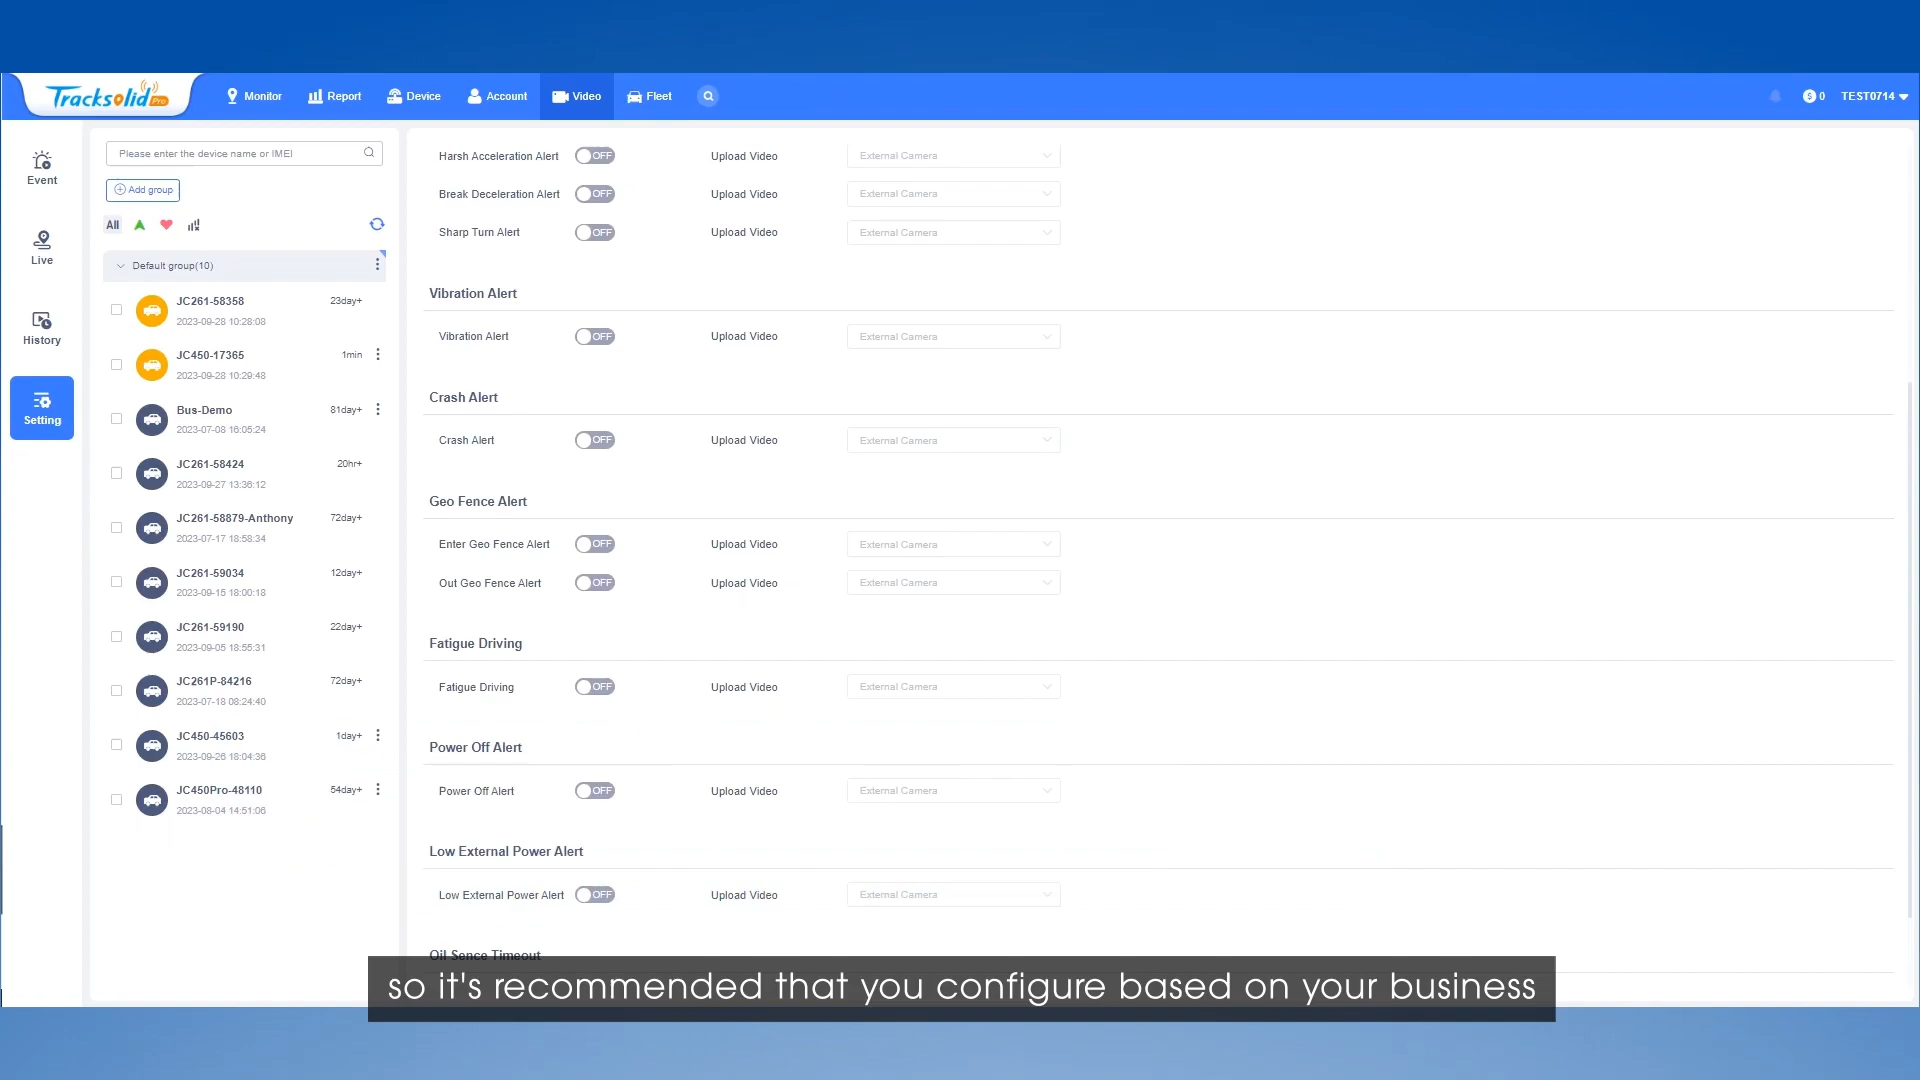 Tracksolid Pro
Monitor
Report
Device
Account
Video
Fleet
0
TEST0714
Event
Live
History
Setting
Please enter the device name or IMEI
Add group
All
Default group(10)
JC261-58358 23day+
2023-09-28 10:28:08
JC450-17365 1min
2023-09-28 10:29:48
Bus-Demo 81day+
2023-07-08 16:05:24
JC261-58424 20hr+
2023-09-27 13:36:12
JC261-58879-Anthony 72day+
2023-07-17 18:58:34
JC261-59034 12day+
2023-09-15 18:00:18
JC261-59190 22day+
2023-09-05 18:55:31
JC261P-84216 72day+
2023-07-18 08:24:40
JC450-45603 1day+
2023-09-26 18:04:36
JC450Pro-48110 54day+
2023-08-04 14:51:06
Harsh Acceleration Alert OFF Upload Video External Camera
Break Deceleration Alert OFF Upload Video External Camera
Sharp Turn Alert OFF Upload Video External Camera
Vibration Alert
Vibration Alert OFF Upload Video External Camera
Crash Alert
Crash Alert OFF Upload Video External Camera
Geo Fence Alert
Enter Geo Fence Alert OFF Upload Video External Camera
Out Geo Fence Alert OFF Upload Video External Camera
Fatigue Driving
Fatigue Driving OFF Upload Video External Camera
Power Off Alert
Power Off Alert OFF Upload Video External Camera
Low External Power Alert
Low External Power Alert OFF Upload Video External Camera
Oil Sence Timeout
so it's recommended that you configure based on your business